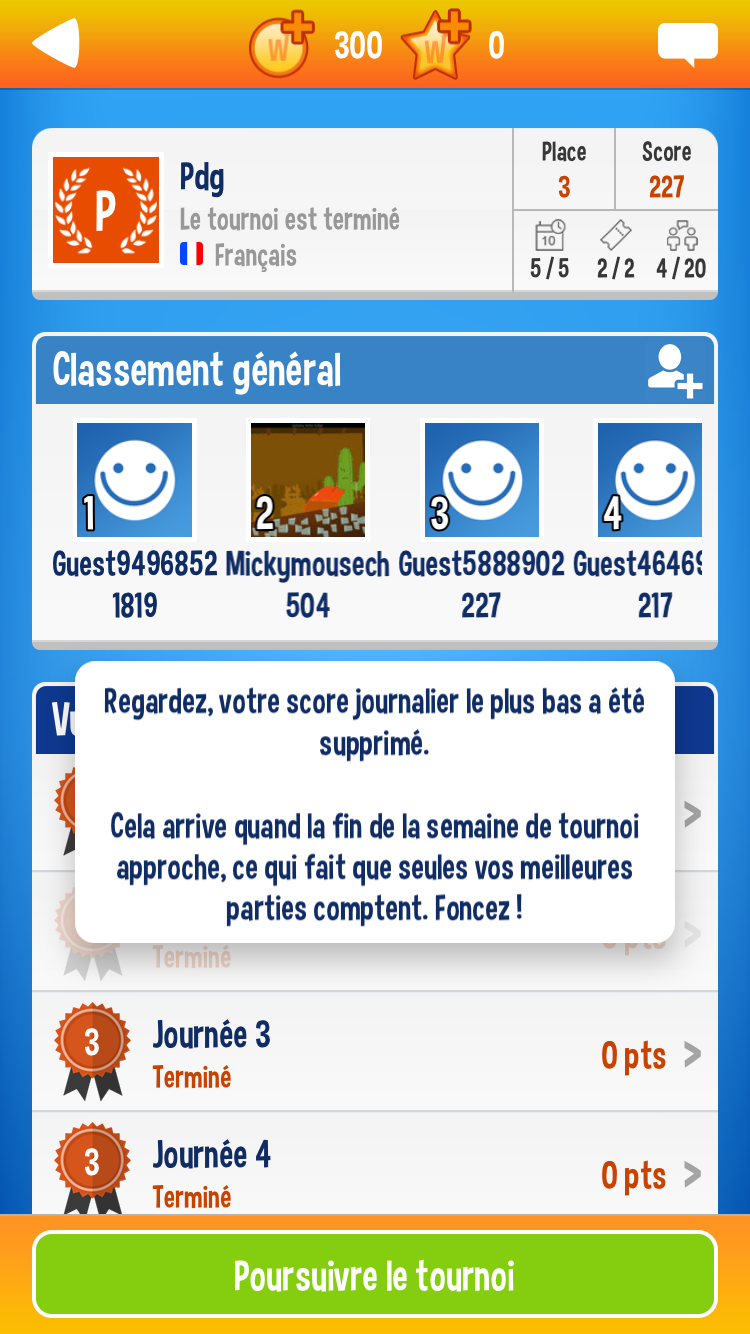 W 300 W 0
P
Pdg
Le tournoi est terminé
Français
Place
3
Score
227
10
5 / 5
2 / 2
4 / 20
Classement général
1
2
3
4
Guest9496852 Mickymousech Guest5888902 Guest46469
1819 504 227 217
Regardez, votre score journalier le plus bas a été
supprimé.
Cela arrive quand la fin de la semaine de tournoi
approche, ce qui fait que seules vos meilleures
parties comptent. Foncez !
Terminé
0 pts
3 Journée 3
Terminé
0 pts >
3 Journée 4
Terminé
0 pts >
Poursuivre le tournoi